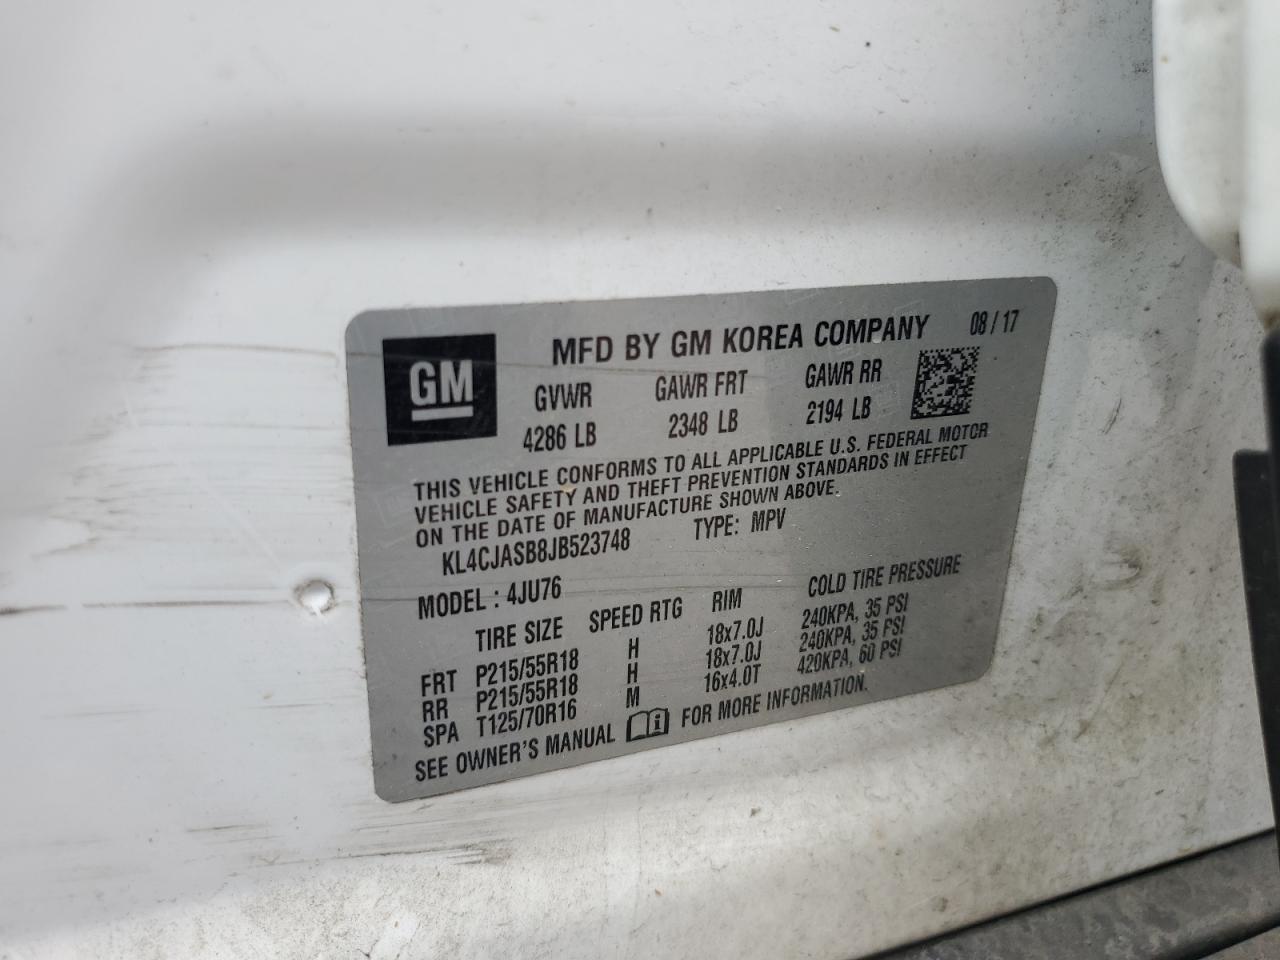 GM
MFD BY GM KOREA COMPANY 08 / 17
GVWR GAWR FRT GAWR RR
4286 LB 2348 LB 2194 LB
THIS VEHICLE CONFORMS TO ALL APPLICABLE U.S. FEDERAL MOTOR
VEHICLE SAFETY AND THEFT PREVENTION STANDARDS IN EFFECT
ON THE DATE OF MANUFACTURE SHOWN ABOVE.
KL4CJASB8JB523748 TYPE: MPV
MODEL : 4JU76
TIRE SIZE SPEED RTG RIM COLD TIRE PRESSURE
FRT P215/55R18 H 18x7.0J 240KPA, 35 PSI
RR P215/55R18 H 18x7.0J 240KPA, 35 PSI
SPA T125/70R16 M 16x4.0T 420KPA, 60 PSI
SEE OWNER'S MANUAL FOR MORE INFORMATION.